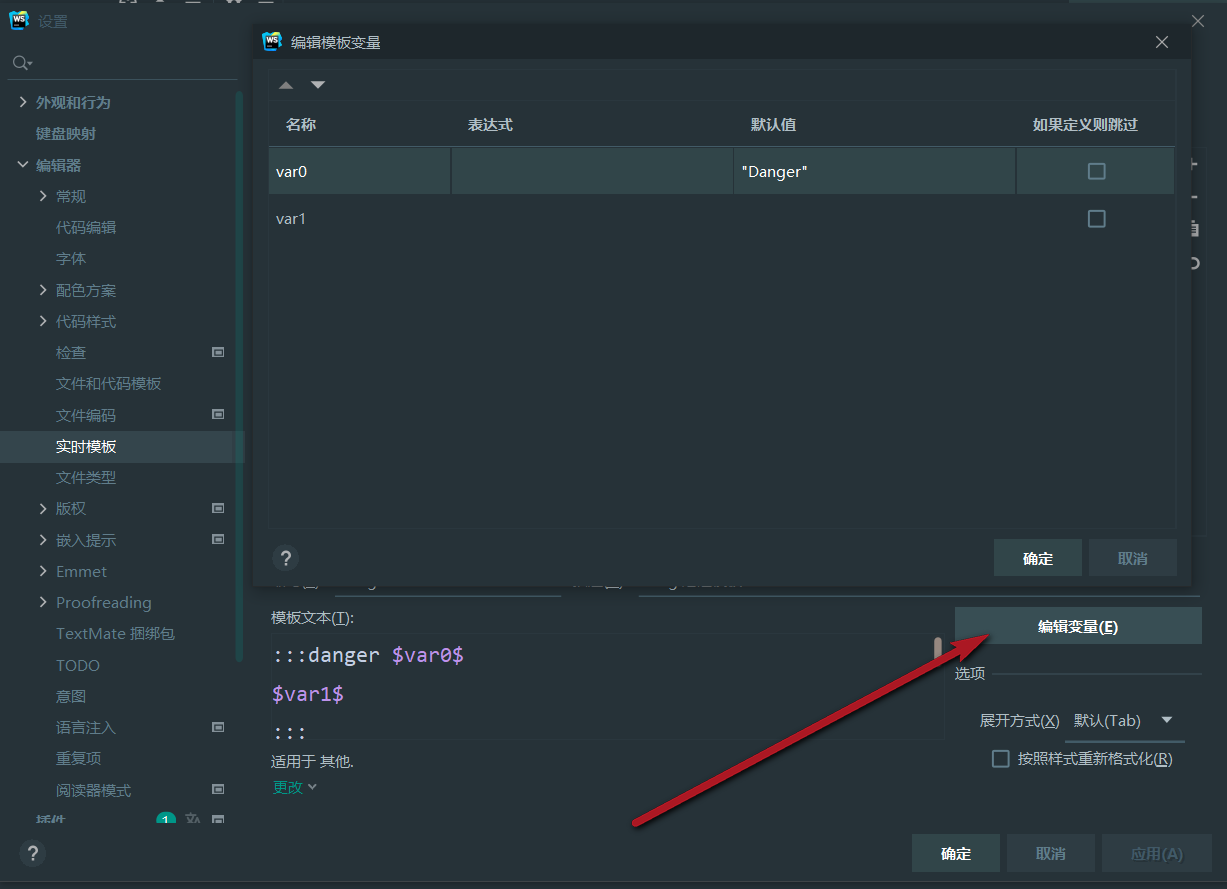 WS 设置
外观和行为
键盘映射
编辑器
常规
代码编辑
字体
配色方案
代码样式
检查
文件和代码模板
文件编码
实时模板
文件类型
版权
嵌入提示
Emmet
Proofreading
TextMate 捆绑包
TODO
意图
语言注入
重复项
阅读器模式
插件 1
?
WS 编辑模板变量
名称 表达式 默认值 如果定义则跳过
var0 "Danger"
var1
? 确定 取消
模板文本(T):
:::danger $var0$
$var1$
:::
适用于 其他.
更改
编辑变量(E)
选项
展开方式(X) 默认(Tab)
按照样式重新格式化(R)
确定 取消 应用(A)